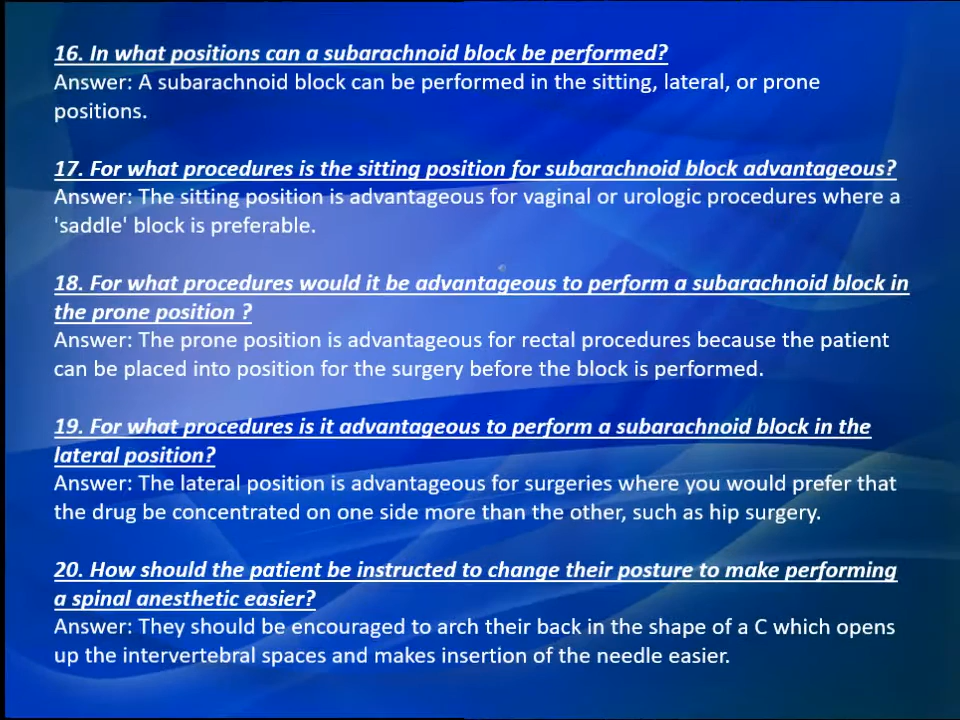 16. In what positions can a subarachnoid block be performed?
Answer: A subarachnoid block can be performed in the sitting, lateral, or prone
positions.
17. For what procedures is the sitting position for subarachnoid block advantageous?
Answer: The sitting position is advantageous for vaginal or urologic procedures where a
'saddle' block is preferable.
18. For what procedures would it be advantageous to perform a subarachnoid block in
the prone position ?
Answer: The prone position is advantageous for rectal procedures because the patient
can be placed into position for the surgery before the block is performed.
19. For what procedures is it advantageous to perform a subarachnoid block in the
lateral position?
Answer: The lateral position is advantageous for surgeries where you would prefer that
the drug be concentrated on one side more than the other, such as hip surgery.
20. How should the patient be instructed to change their posture to make performing
a spinal anesthetic easier?
Answer: They should be encouraged to arch their back in the shape of a C which opens
up the intervertebral spaces and makes insertion of the needle easier.